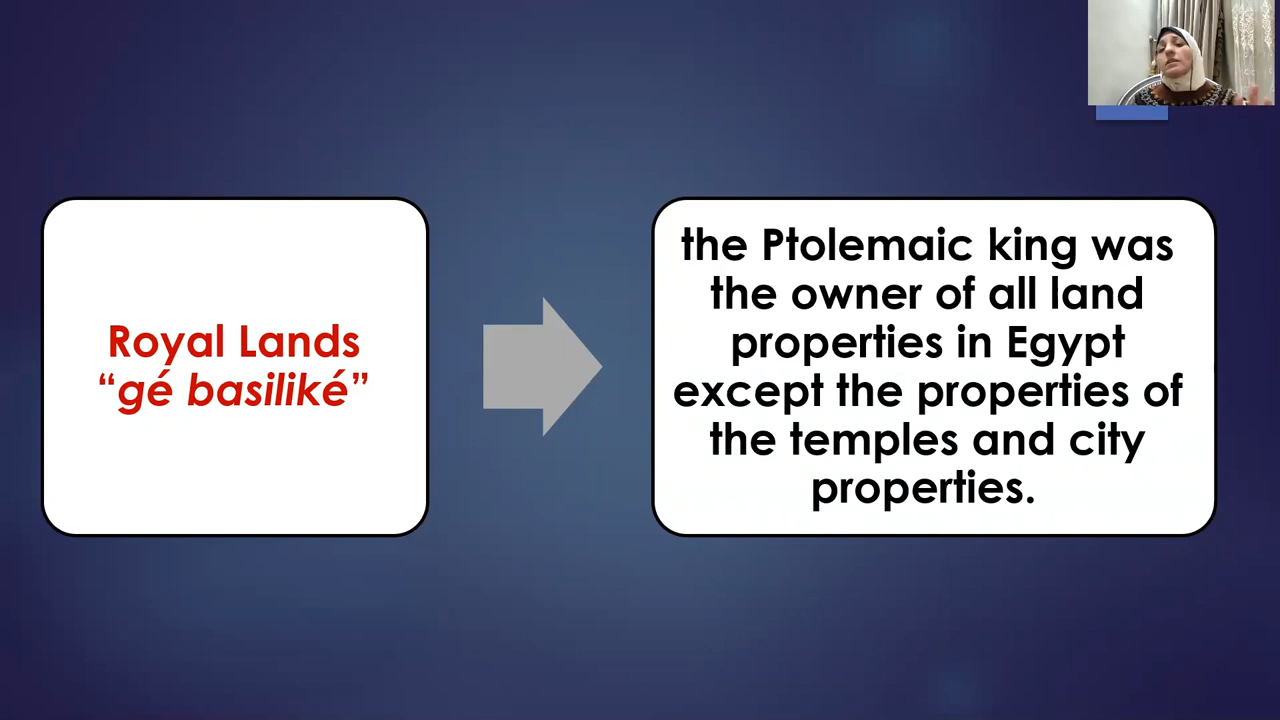 Royal Lands
“gé basiliké”
the Ptolemaic king was
the owner of all land
properties in Egypt
except the properties of
the temples and city
properties.